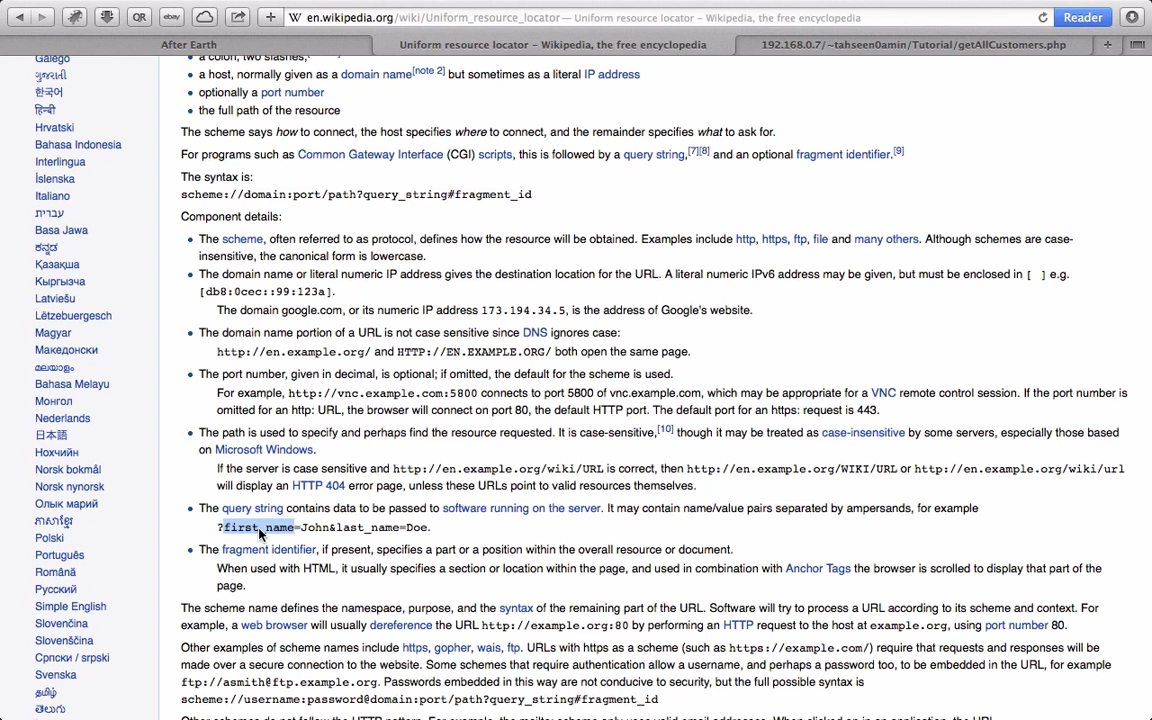 QR
ebay
en.wikipedia.org/wiki/Uniform_resource_locator — Uniform resource locator – Wikipedia, the free encyclopedia
Reader
After Earth
Uniform resource locator – Wikipedia, the free encyclopedia
192.168.0.7/~tahseen0amin/Tutorial/getAllCustomers.php
Galego
ગુજરાતી
한국어
हिन्दी
Hrvatski
Bahasa Indonesia
Interlingua
Íslenska
Italiano
עברית
Basa Jawa
ಕನ್ನಡ
Қазақша
Кыргызча
Latviešu
Lëtzebuergesch
Magyar
Македонски
മലയാളം
Bahasa Melayu
Монгол
Nederlands
日本語
Нохчийн
Norsk bokmål
Norsk nynorsk
Олык марий
ភាសាខ្មែរ
Polski
Português
Română
Русский
Simple English
Slovenčina
Slovenščina
Српски / srpski
Svenska
தமிழ்
తెలుగు
a colon, two slashes,
a host, normally given as a domain name[note 2] but sometimes as a literal IP address
optionally a port number
the full path of the resource
The scheme says how to connect, the host specifies where to connect, and the remainder specifies what to ask for.
For programs such as Common Gateway Interface (CGI) scripts, this is followed by a query string,[7][8] and an optional fragment identifier.[9]
The syntax is:
scheme://domain:port/path?query_string#fragment_id
Component details:
The scheme, often referred to as protocol, defines how the resource will be obtained. Examples include http, https, ftp, file and many others. Although schemes are case-
insensitive, the canonical form is lowercase.
The domain name or literal numeric IP address gives the destination location for the URL. A literal numeric IPv6 address may be given, but must be enclosed in [ ] e.g.
[db8:0cec::99:123a].
The domain google.com, or its numeric IP address 173.194.34.5, is the address of Google's website.
The domain name portion of a URL is not case sensitive since DNS ignores case:
http://en.example.org/ and HTTP://EN.EXAMPLE.ORG/ both open the same page.
The port number, given in decimal, is optional; if omitted, the default for the scheme is used.
For example, http://vnc.example.com:5800 connects to port 5800 of vnc.example.com, which may be appropriate for a VNC remote control session. If the port number is
omitted for an http: URL, the browser will connect on port 80, the default HTTP port. The default port for an https: request is 443.
The path is used to specify and perhaps find the resource requested. It is case-sensitive,[10] though it may be treated as case-insensitive by some servers, especially those based
on Microsoft Windows.
If the server is case sensitive and http://en.example.org/wiki/URL is correct, then http://en.example.org/WIKI/URL or http://en.example.org/wiki/url
will display an HTTP 404 error page, unless these URLs point to valid resources themselves.
The query string contains data to be passed to software running on the server. It may contain name/value pairs separated by ampersands, for example
?first_name=John&last_name=Doe.
The fragment identifier, if present, specifies a part or a position within the overall resource or document.
When used with HTML, it usually specifies a section or location within the page, and used in combination with Anchor Tags the browser is scrolled to display that part of the
page.
The scheme name defines the namespace, purpose, and the syntax of the remaining part of the URL. Software will try to process a URL according to its scheme and context. For
example, a web browser will usually dereference the URL http://example.org:80 by performing an HTTP request to the host at example.org, using port number 80.
Other examples of scheme names include https, gopher, wais, ftp. URLs with https as a scheme (such as https://example.com/) require that requests and responses will be
made over a secure connection to the website. Some schemes that require authentication allow a username, and perhaps a password too, to be embedded in the URL, for example
ftp://asmith@ftp.example.org. Passwords embedded in this way are not conducive to security, but the full possible syntax is
scheme://username:password@domain:port/path?query_string#fragment_id